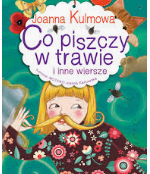 Joanna Kulmowa
Co piszczy
w trawie
i inne wiersze